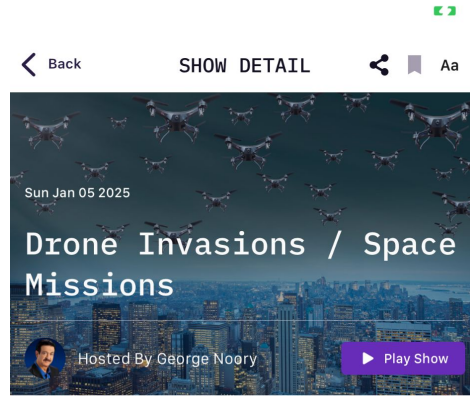 Back
SHOW DETAIL
Aa
Sun Jan 05 2025
Drone Invasions / Space
Missions
Hosted By George Noory
Play Show